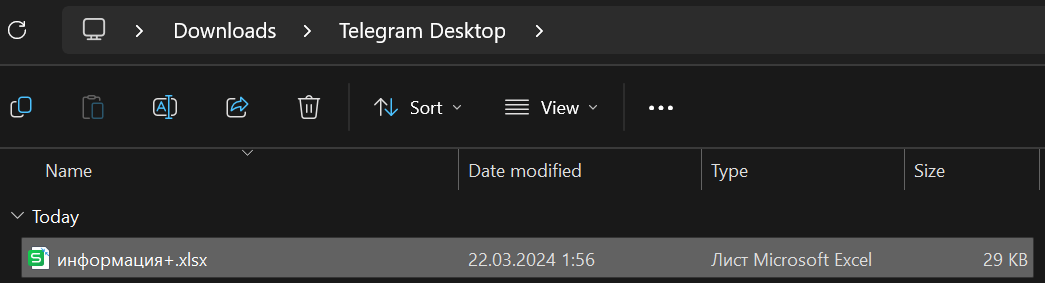 Downloads Telegram Desktop
Sort View
Name Date modified Type Size
Today
информация+.xlsx 22.03.2024 1:56 Лист Microsoft Excel 29 KB